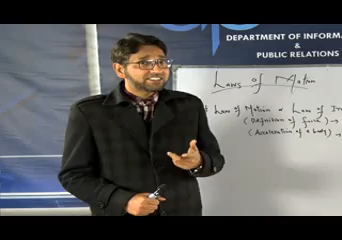 DEPARTMENT OF INFORMA
&
PUBLIC RELATIONS
Laws of Motion
t Law of Motion Law of In
(Definition of force) →
(Acceleration of a body) →